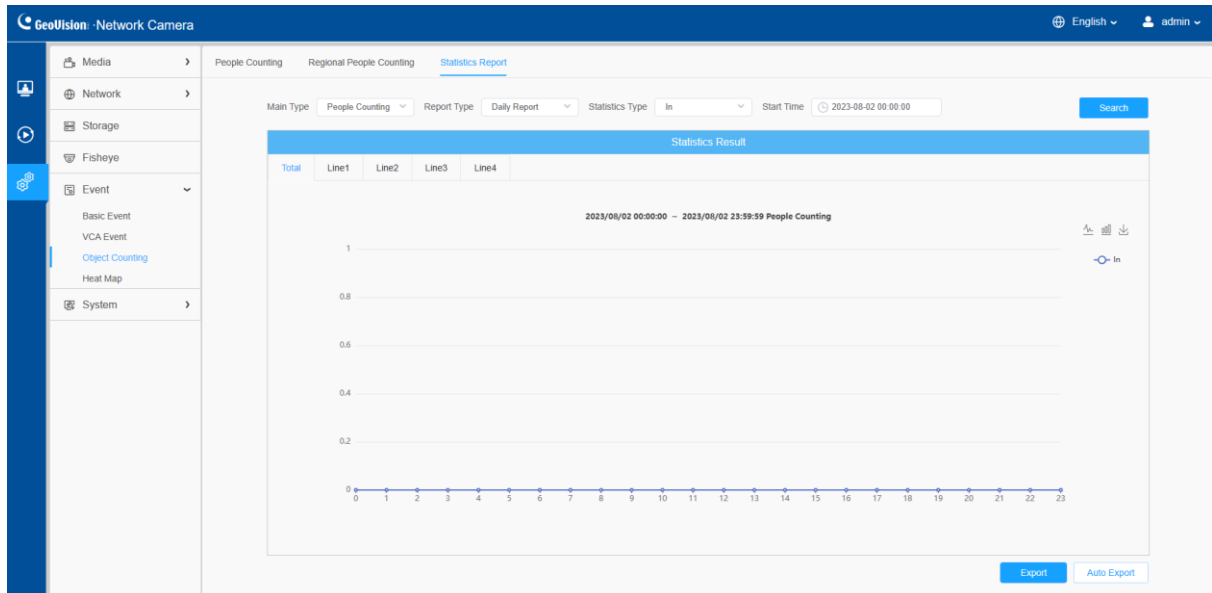 GeoVision: ·Network Camera
English
admin
Media
Network
Storage
Fisheye
Event
Basic Event
VCA Event
Object Counting
Heat Map
System
People Counting Regional People Counting Statistics Report
Main Type People Counting Report Type Daily Report Statistics Type In Start Time 2023-08-02 00:00:00 Search
Statistics Result
Total Line1 Line2 Line3 Line4
2023/08/02 00:00:00 ~ 2023/08/02 23:59:59 People Counting
In
1
0.8
0.6
0.4
0.2
0
0 1 2 3 4 5 6 7 8 9 10 11 12 13 14 15 16 17 18 19 20 21 22 23
Export Auto Export